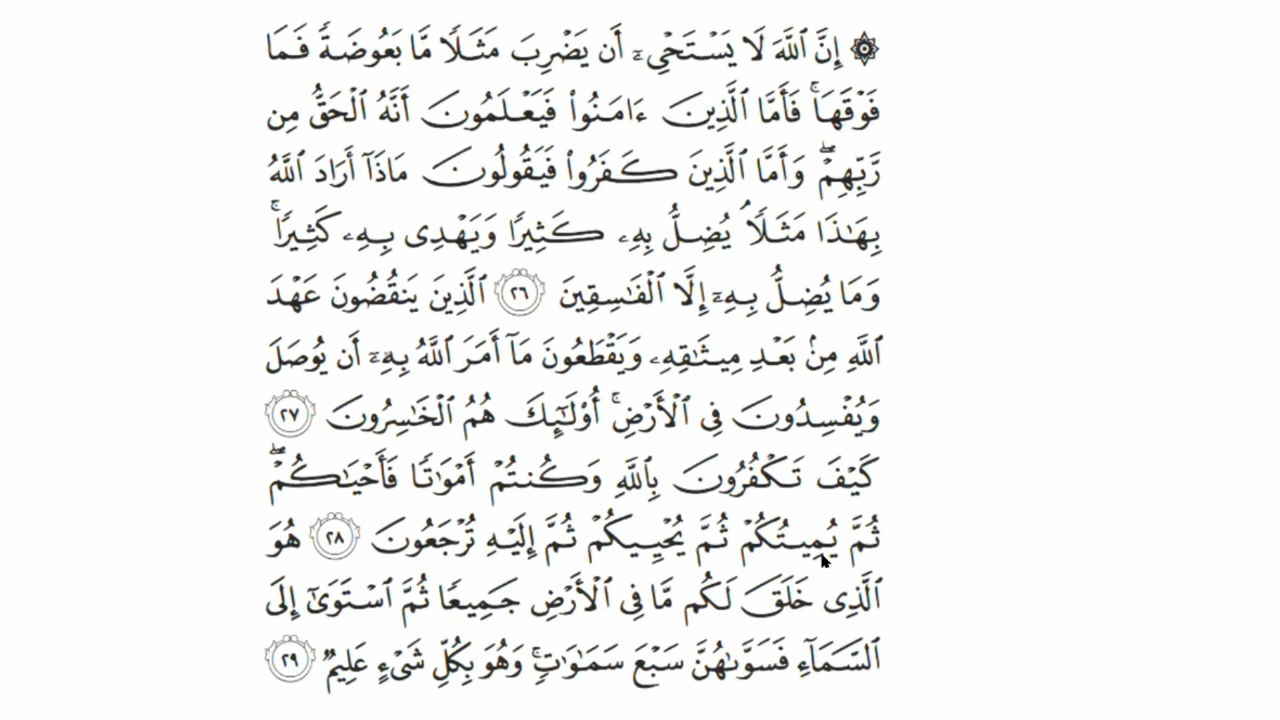 ۞ إِنَّ ٱللَّهَ لَا يَسۡتَحۡيِۦٓ أَن يَضۡرِبَ مَثَلٗا مَّا بَعُوضَةٗ فَمَا
فَوۡقَهَاۚ فَأَمَّا ٱلَّذِينَ ءَامَنُواْ فَيَعۡلَمُونَ أَنَّهُ ٱلۡحَقُّ مِن
رَّبِّهِمۡۖ وَأَمَّا ٱلَّذِينَ كَفَرُواْ فَيَقُولُونَ مَاذَآ أَرَادَ ٱللَّهُ
بِهَٰذَا مَثَلٗاۘ يُضِلُّ بِهِۦ كَثِيرٗا وَيَهۡدِي بِهِۦ كَثِيرٗاۚ
وَمَا يُضِلُّ بِهِۦٓ إِلَّا ٱلۡفَٰسِقِينَ ٢٦ ٱلَّذِينَ يَنقُضُونَ عَهۡدَ
ٱللَّهِ مِنۢ بَعۡدِ مِيثَٰقِهِۦ وَيَقۡطَعُونَ مَآ أَمَرَ ٱللَّهُ بِهِۦٓ أَن يُوصَلَ
وَيُفۡسِدُونَ فِي ٱلۡأَرۡضِۚ أُوْلَٰٓئِكَ هُمُ ٱلۡخَٰسِرُونَ ٢٧
كَيۡفَ تَكۡفُرُونَ بِٱللَّهِ وَكُنتُمۡ أَمۡوَٰتٗا فَأَحۡيَٰكُمۡۖ
ثُمَّ يُمِيتُكُمۡ ثُمَّ يُحۡيِيكُمۡ ثُمَّ إِلَيۡهِ تُرۡجَعُونَ ٢٨ هُوَ
ٱلَّذِي خَلَقَ لَكُم مَّا فِي ٱلۡأَرۡضِ جَمِيعٗا ثُمَّ ٱسۡتَوَىٰٓ إِلَى
ٱلسَّمَآءِ فَسَوَّىٰهُنَّ سَبۡعَ سَمَٰوَٰتٖۚ وَهُوَ بِكُلِّ شَيۡءٍ عَلِيمٞ ٢٩